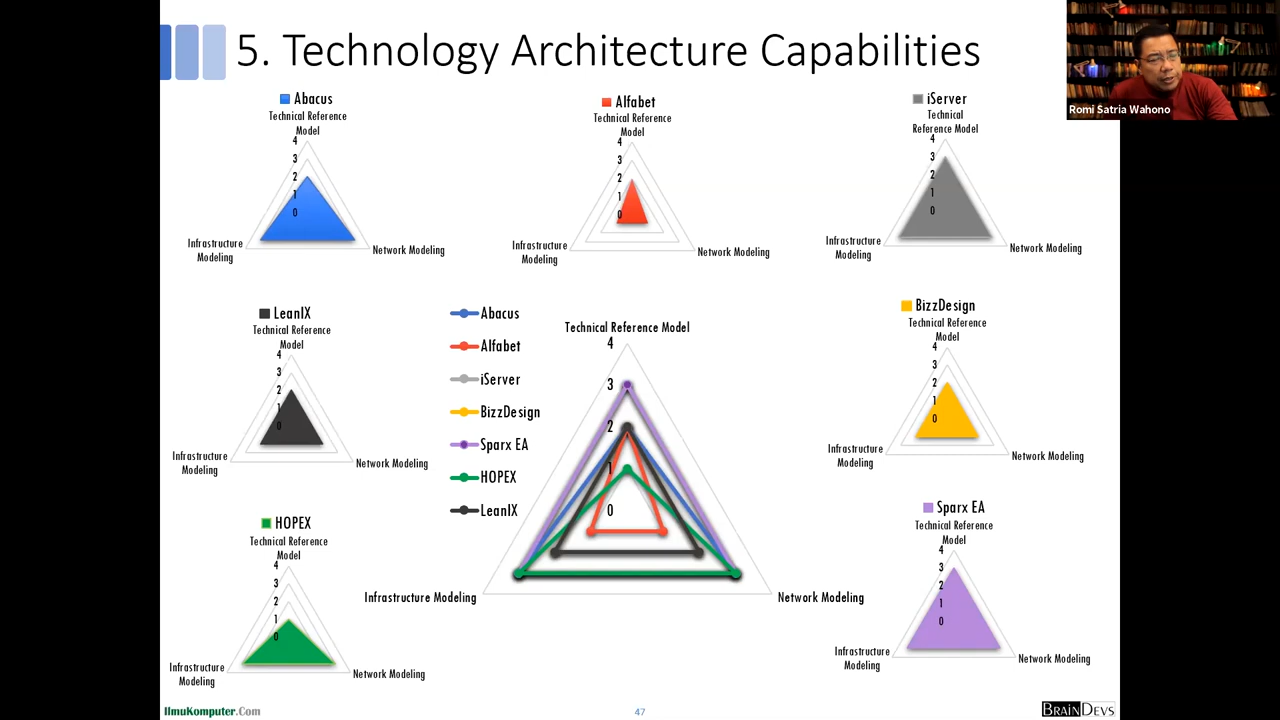 5. Technology Architecture Capabilities
Romi Satria Wahono
Abacus
Technical Reference
Model
4
3
2
1
0
Infrastructure
Modeling
Network Modeling
Alfabet
Technical Reference
Model
4
3
2
1
0
Infrastructure
Modeling
Network Modeling
iServer
Technical
Reference Model
4
3
2
1
0
Infrastructure
Modeling
Network Modeling
LeanIX
Technical Reference
Model
4
3
2
1
0
Infrastructure
Modeling
Network Modeling
Abacus
Alfabet
iServer
BizzDesign
Sparx EA
HOPEX
LeanIX
Technical Reference Model
4
3
2
1
0
Infrastructure Modeling
Network Modeling
BizzDesign
Technical Reference
Model
4
3
2
1
0
Infrastructure
Modeling
Network Modeling
HOPEX
Technical Reference
Model
4
3
2
1
0
Infrastructure
Modeling
Network Modeling
Sparx EA
Technical Reference
Model
4
3
2
1
0
Infrastructure
Modeling
Network Modeling
IlmuKomputer.Com
47
BRAINDEVS